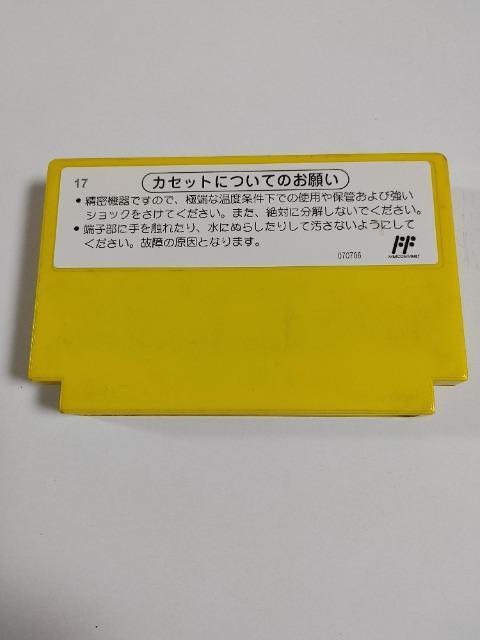 17
カセットについてのお願い
●精密機器ですので、極端な温度条件下での使用や保管および強い
ショックをさけてください。また、絶対に分解しないでください。
●端子部に手を触れたり、水にぬらしたりして汚さないようにして
ください。故障の原因となります。
FF
FAMICOM FAMILY
070706